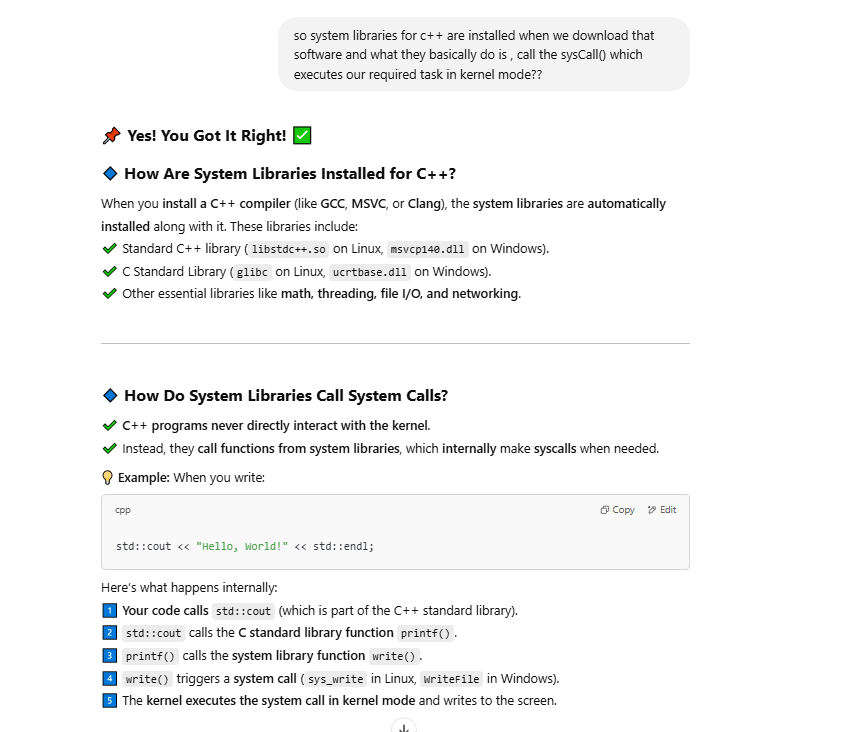 so system libraries for c++ are installed when we download that
software and what they basically do is , call the sysCall() which
executes our required task in kernel mode??
📌 Yes! You Got It Right! ✅
🔷 How Are System Libraries Installed for C++?
When you install a C++ compiler (like GCC, MSVC, or Clang), the system libraries are automatically
installed along with it. These libraries include:
✔ Standard C++ library ( libstdc++.so on Linux, msvcp140.dll on Windows).
✔ C Standard Library ( glibc on Linux, ucrtbase.dll on Windows).
✔ Other essential libraries like math, threading, file I/O, and networking.
🔷 How Do System Libraries Call System Calls?
✔ C++ programs never directly interact with the kernel.
✔ Instead, they call functions from system libraries, which internally make syscalls when needed.
💡 Example: When you write:
cpp Copy Edit
std::cout << "Hello, World!" << std::endl;
Here's what happens internally:
1 Your code calls std::cout (which is part of the C++ standard library).
2 std::cout calls the C standard library function printf() .
3 printf() calls the system library function write() .
4 write() triggers a system call ( sys_write in Linux, WriteFile in Windows).
5 The kernel executes the system call in kernel mode and writes to the screen.